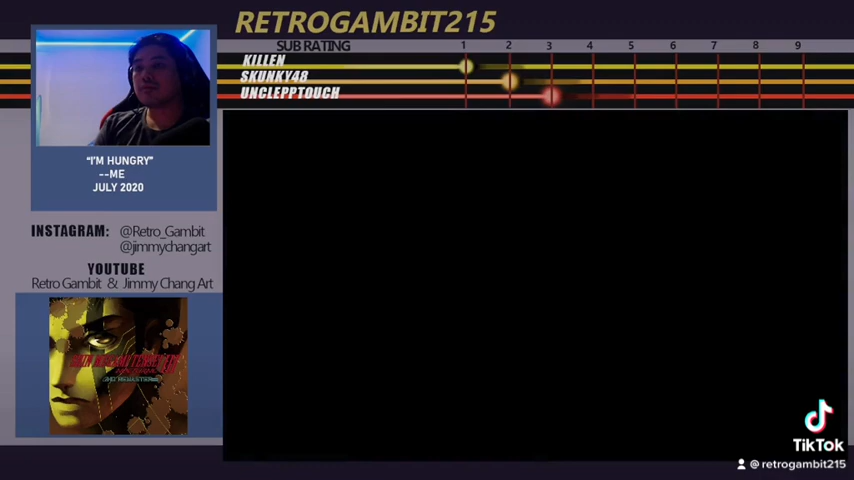 RETROGAMBIT215
SUB RATING 1 2 3 4 5 6 7 8 9
KILLEN
SKUNKY48
UNCLEPPTOUCH
“I’M HUNGRY”
--ME
JULY 2020
INSTAGRAM: @Retro_Gambit
@jimmychangart
YOUTUBE
Retro Gambit & Jimmy Chang Art
TikTok
@retrogambit215